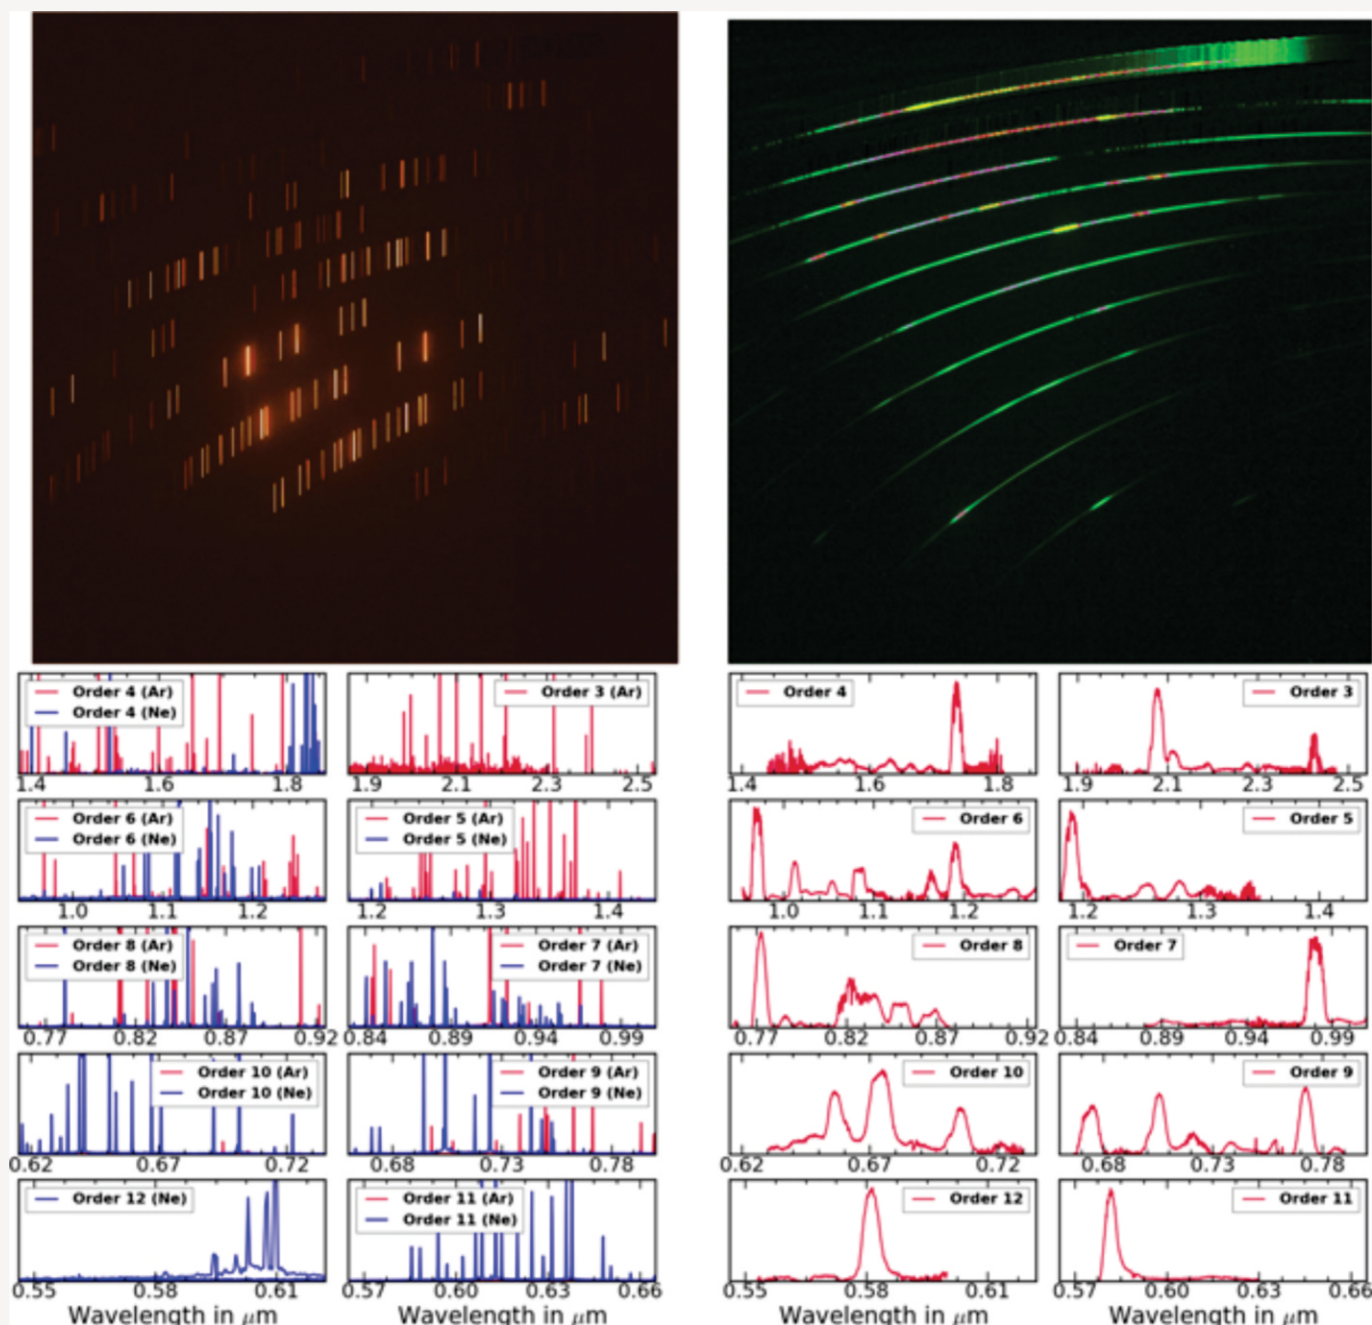 Order 4 (Ar)
Order 4 (Ne)
1.4 1.6 1.8
Order 3 (Ar)
1.9 2.1 2.3 2.5
Order 4
1.4 1.6 1.8
Order 3
1.9 2.1 2.3 2.5
Order 6 (Ar)
Order 6 (Ne)
1.0 1.1 1.2
Order 5 (Ar)
Order 5 (Ne)
1.2 1.3 1.4
Order 6
1.0 1.1 1.2
Order 5
1.2 1.3 1.4
Order 8 (Ar)
Order 8 (Ne)
0.77 0.82 0.87 0.92
Order 7 (Ar)
Order 7 (Ne)
0.84 0.89 0.94 0.99
Order 8
0.77 0.82 0.87 0.92
Order 7
0.84 0.89 0.94 0.99
Order 10 (Ar)
Order 10 (Ne)
0.62 0.67 0.72
Order 9 (Ar)
Order 9 (Ne)
0.68 0.73 0.78
Order 10
0.62 0.67 0.72
Order 9
0.68 0.73 0.78
Order 12 (Ne)
0.55 0.58 0.61
Wavelength in μm
Order 11 (Ar)
Order 11 (Ne)
0.57 0.60 0.63 0.66
Wavelength in μm
Order 12
0.55 0.58 0.61
Wavelength in μm
Order 11
0.57 0.60 0.63 0.66
Wavelength in μm